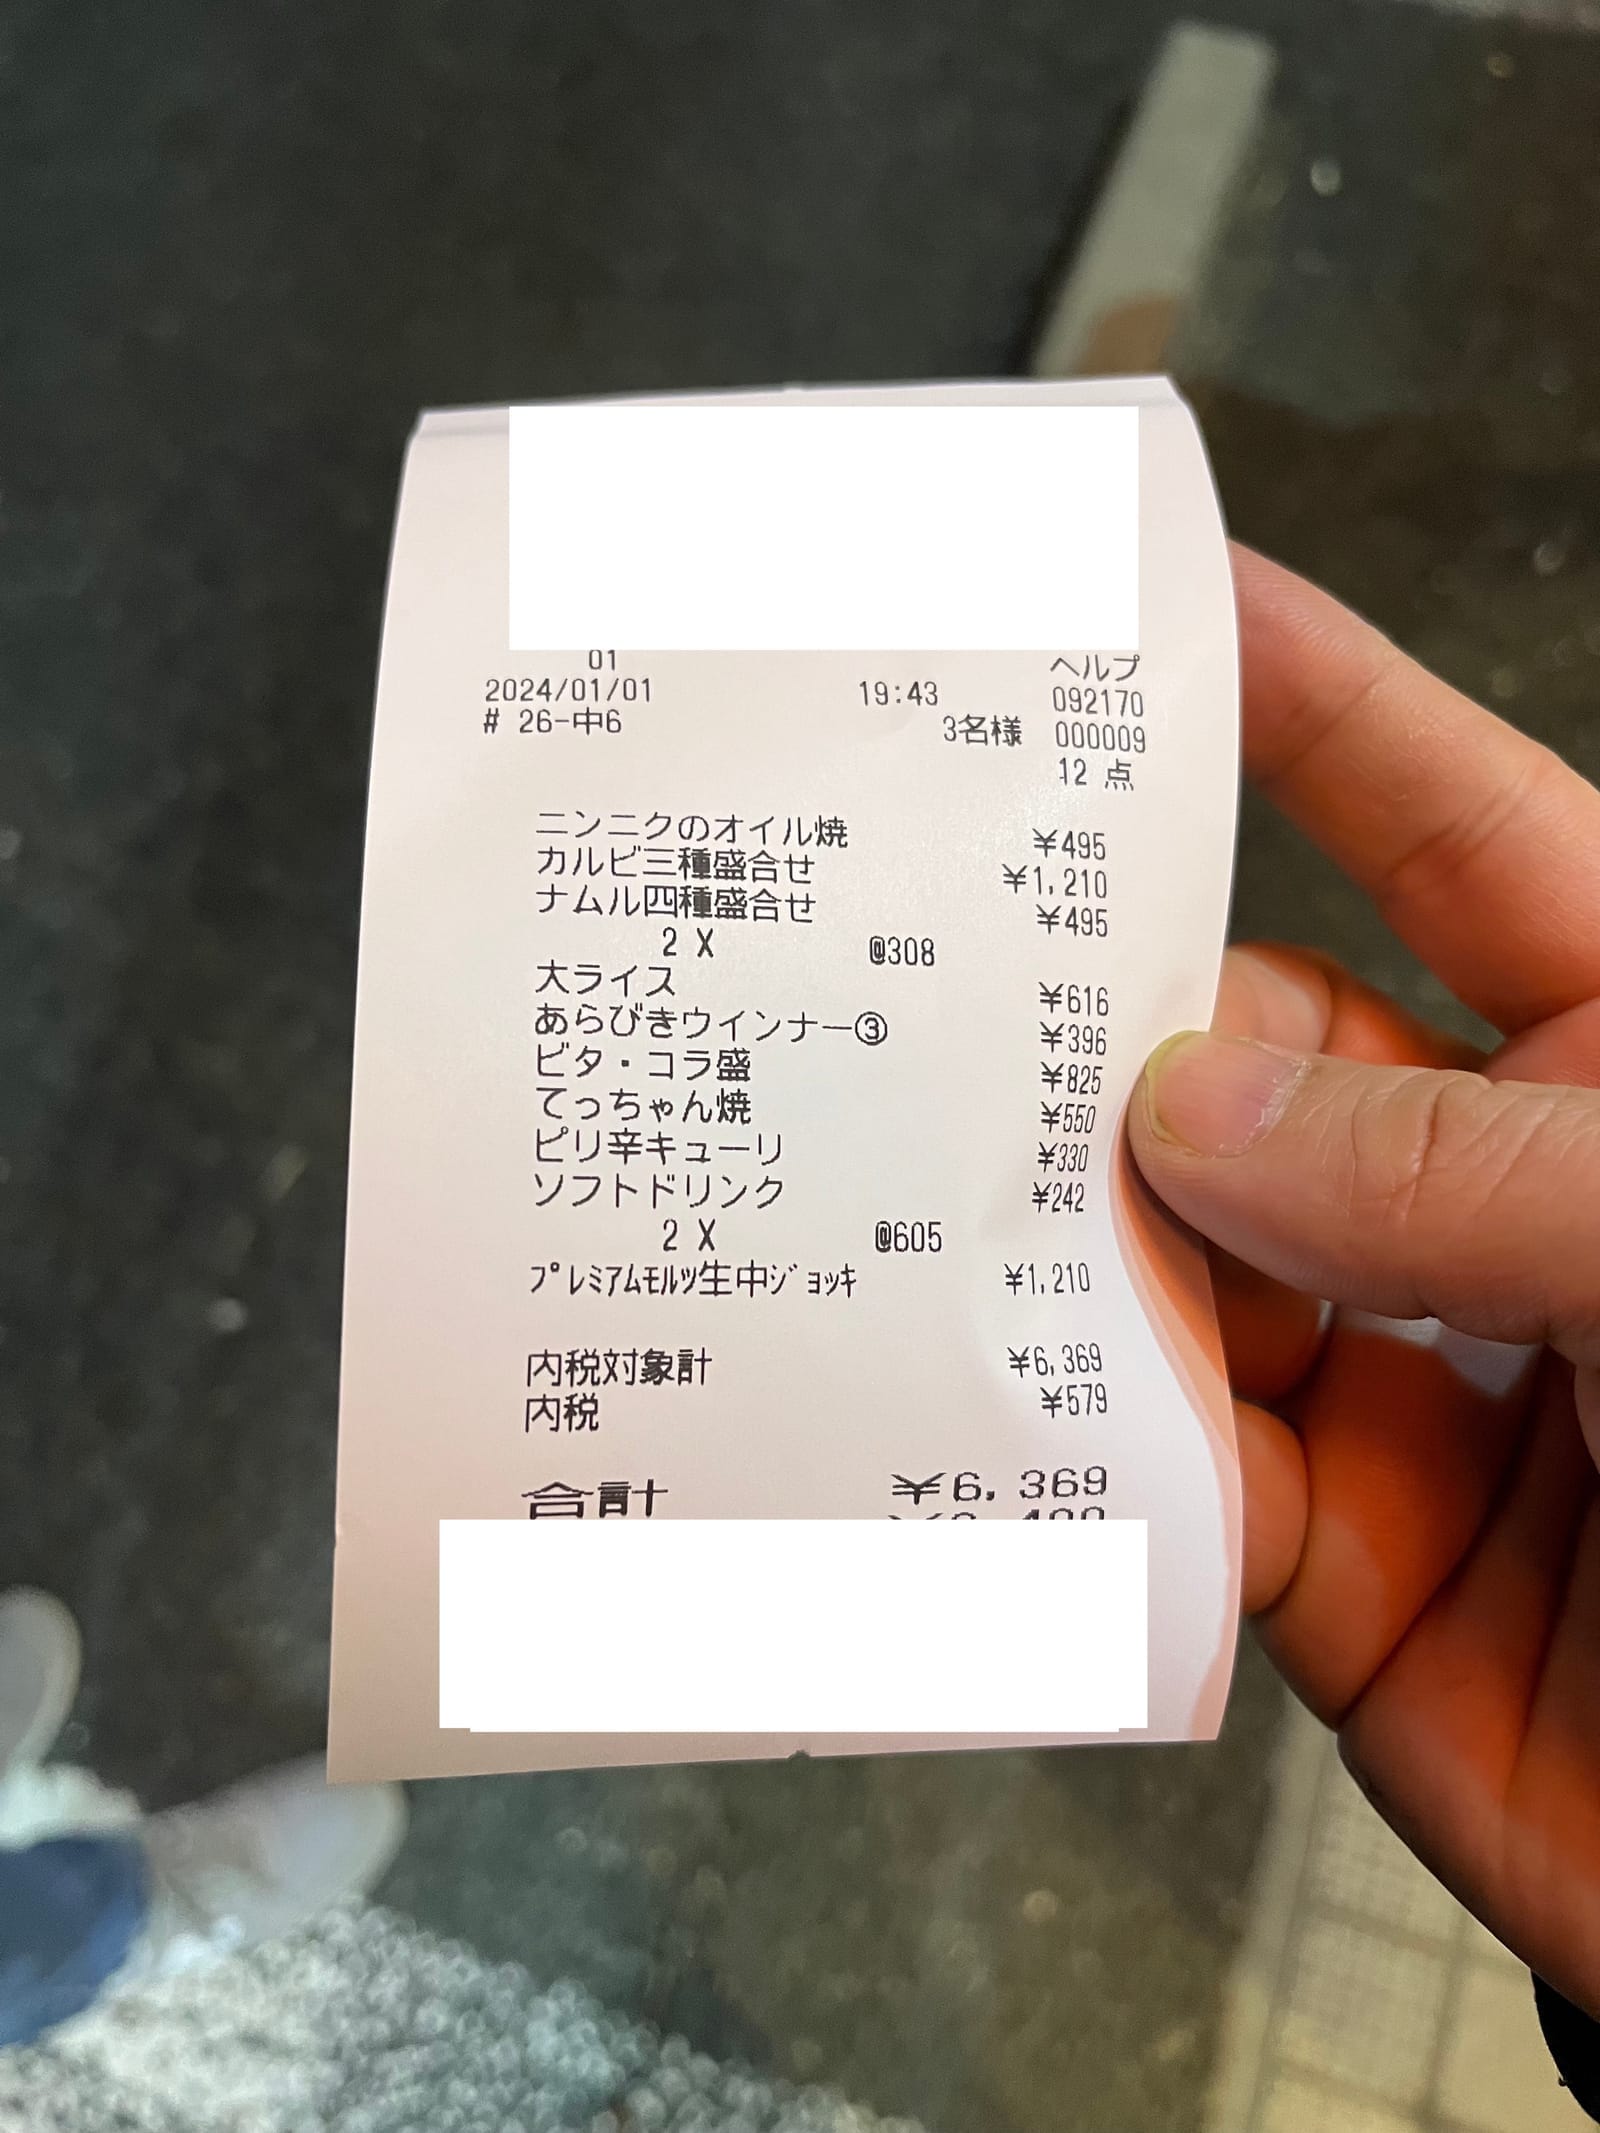 01 ヘルプ
2024/01/01 19:43 092170
# 26-中6 3名様 000009
12 点
ニンニクのオイル焼 ¥495
カルビ三種盛合せ ¥1,210
ナムル四種盛合せ ¥495
2 X @308
大ライス ¥616
あらびきウインナー③ ¥396
ビタ・コラ盛 ¥825
てっちゃん焼 ¥550
ピリ辛キューリ ¥330
ソフトドリンク ¥242
2 X @605
プレミアムモルツ生中ジョッキ ¥1,210
内税対象計 ¥6,369
内税 ¥579
合計 ¥6,369